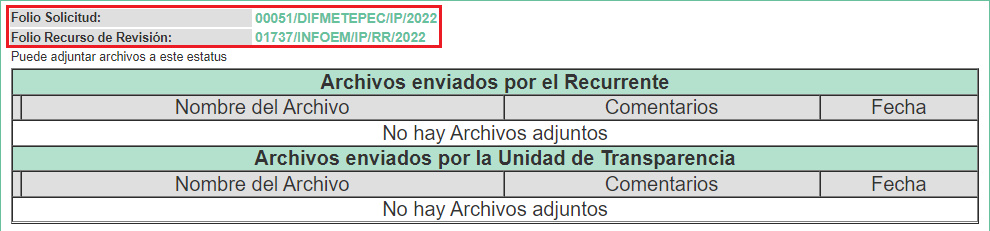 Folio Solicitud: 00051/DIFMETEPEC/IP/2022
Folio Recurso de Revisión: 01737/INFOEM/IP/RR/2022
Puede adjuntar archivos a este estatus
Archivos enviados por el Recurrente
Nombre del Archivo Comentarios Fecha
No hay Archivos adjuntos
Archivos enviados por la Unidad de Transparencia
Nombre del Archivo Comentarios Fecha
No hay Archivos adjuntos